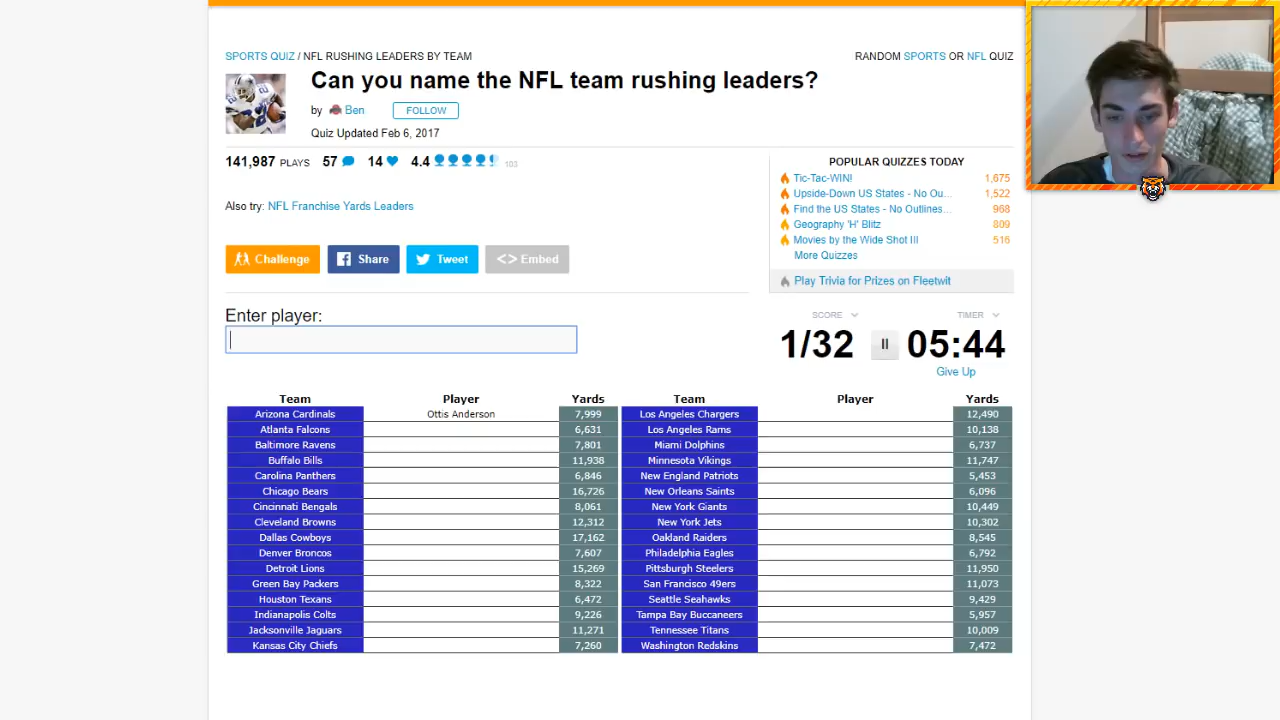 SPORTS QUIZ / NFL RUSHING LEADERS BY TEAM
RANDOM SPORTS OR NFL QUIZ
Can you name the NFL team rushing leaders?
by Ben FOLLOW
Quiz Updated Feb 6, 2017
141,987 PLAYS 57 14 4.4 103
Also try: NFL Franchise Yards Leaders
Challenge Share Tweet <> Embed
POPULAR QUIZZES TODAY
Tic-Tac-WIN! 1,675
Upside-Down US States - No Ou... 1,522
Find the US States - No Outlines... 968
Geography 'H' Blitz 809
Movies by the Wide Shot III 516
More Quizzes
Play Trivia for Prizes on Fleetwit
Enter player:
SCORE TIMER
1/32 05:44
Give Up
Team Player Yards Team Player Yards
Arizona Cardinals Ottis Anderson 7,999 Los Angeles Chargers 12,490
Atlanta Falcons 6,631 Los Angeles Rams 10,138
Baltimore Ravens 7,801 Miami Dolphins 6,737
Buffalo Bills 11,938 Minnesota Vikings 11,747
Carolina Panthers 6,846 New England Patriots 5,453
Chicago Bears 16,726 New Orleans Saints 6,096
Cincinnati Bengals 8,061 New York Giants 10,449
Cleveland Browns 12,312 New York Jets 10,302
Dallas Cowboys 17,162 Oakland Raiders 8,545
Denver Broncos 7,607 Philadelphia Eagles 6,792
Detroit Lions 15,269 Pittsburgh Steelers 11,950
Green Bay Packers 8,322 San Francisco 49ers 11,073
Houston Texans 6,472 Seattle Seahawks 9,429
Indianapolis Colts 9,226 Tampa Bay Buccaneers 5,957
Jacksonville Jaguars 11,271 Tennessee Titans 10,009
Kansas City Chiefs 7,260 Washington Redskins 7,472